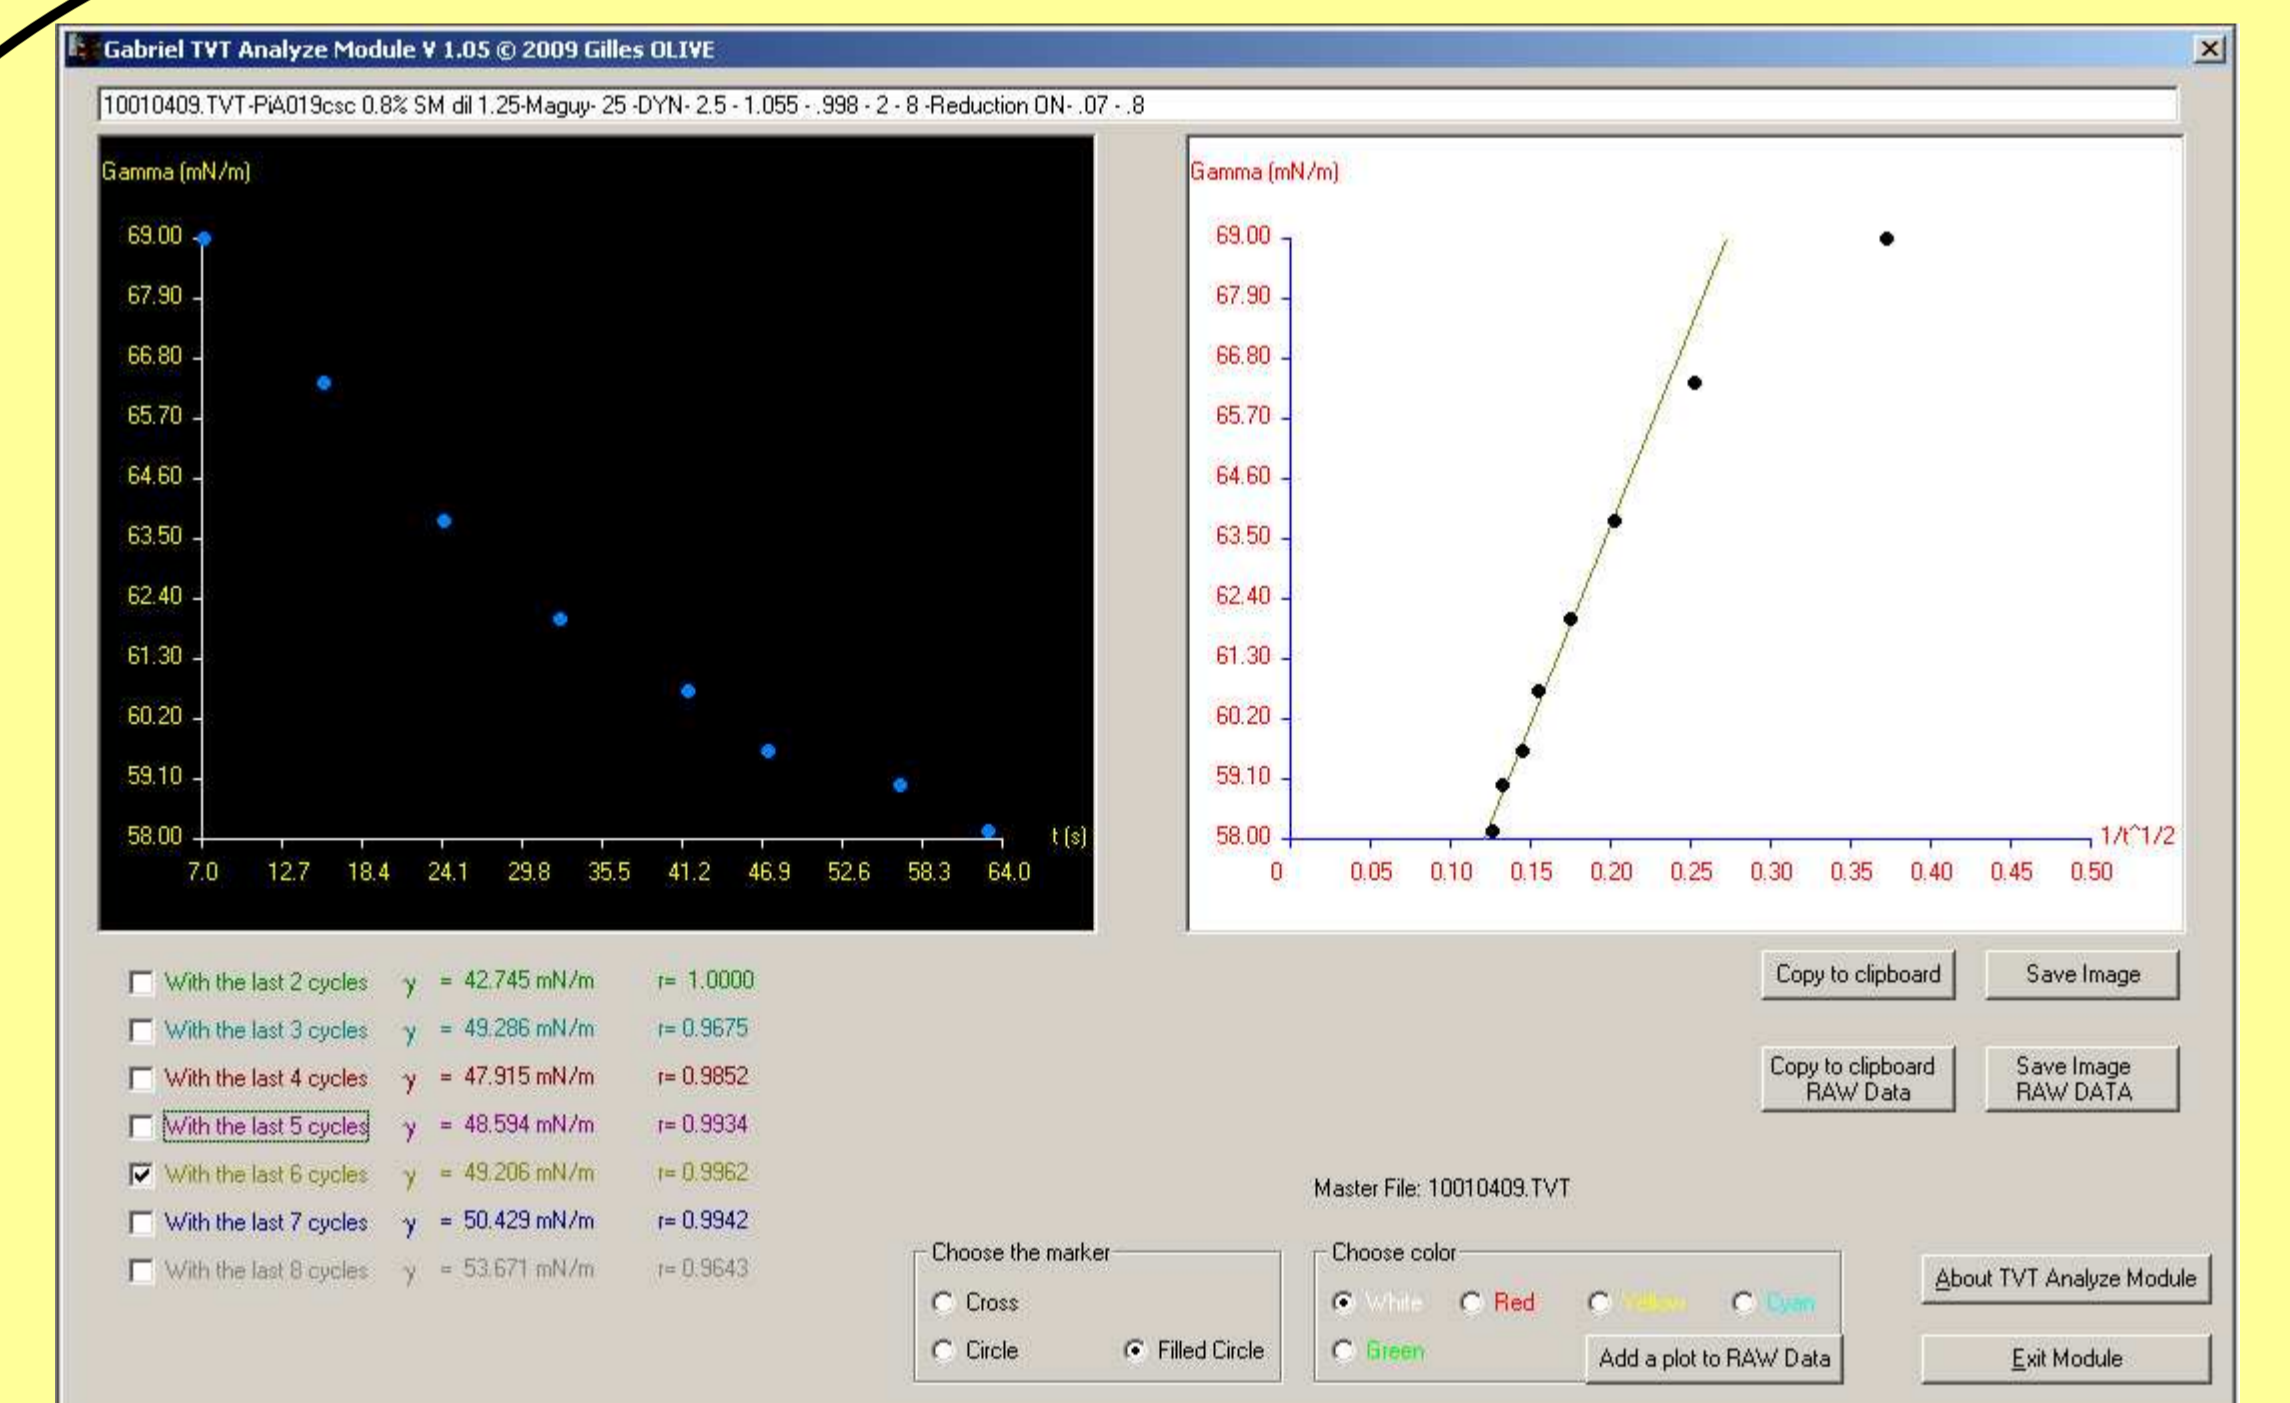 Gabriel TVT Analyze Module V 1.05 © 2009 Gilles OLIVE
10010409.TVT-PiA019csc 0.8% SM dil 1.25-Maguy- 25 -DYN- 2.5 - 1.055 - .998 - 2 - 8 -Reduction ON- .07 - .8
Gamma (mN/m)
69.00
67.90
66.80
65.70
64.60
63.50
62.40
61.30
60.20
59.10
58.00
t (s)
7.0 12.7 18.4 24.1 29.8 35.5 41.2 46.9 52.6 58.3 64.0
Gamma (mN/m)
69.00
67.90
66.80
65.70
64.60
63.50
62.40
61.30
60.20
59.10
58.00
1/t^1/2
0 0.05 0.10 0.15 0.20 0.25 0.30 0.35 0.40 0.45 0.50
With the last 2 cycles γ = 42.745 mN/m r= 1.0000
With the last 3 cycles γ = 49.286 mN/m r= 0.9675
With the last 4 cycles γ = 47.915 mN/m r= 0.9852
With the last 5 cycles γ = 48.594 mN/m r= 0.9934
With the last 6 cycles γ = 49.206 mN/m r= 0.9962
With the last 7 cycles γ = 50.429 mN/m r= 0.9942
With the last 8 cycles γ = 53.671 mN/m r= 0.9643
Copy to clipboard
Save Image
Copy to clipboard
RAW Data
Save Image
RAW DATA
Master File: 10010409.TVT
Choose the marker
Cross
Circle
Filled Circle
Choose color
White
Red
Yellow
Cyan
Green
Add a plot to RAW Data
About TVT Analyze Module
Exit Module